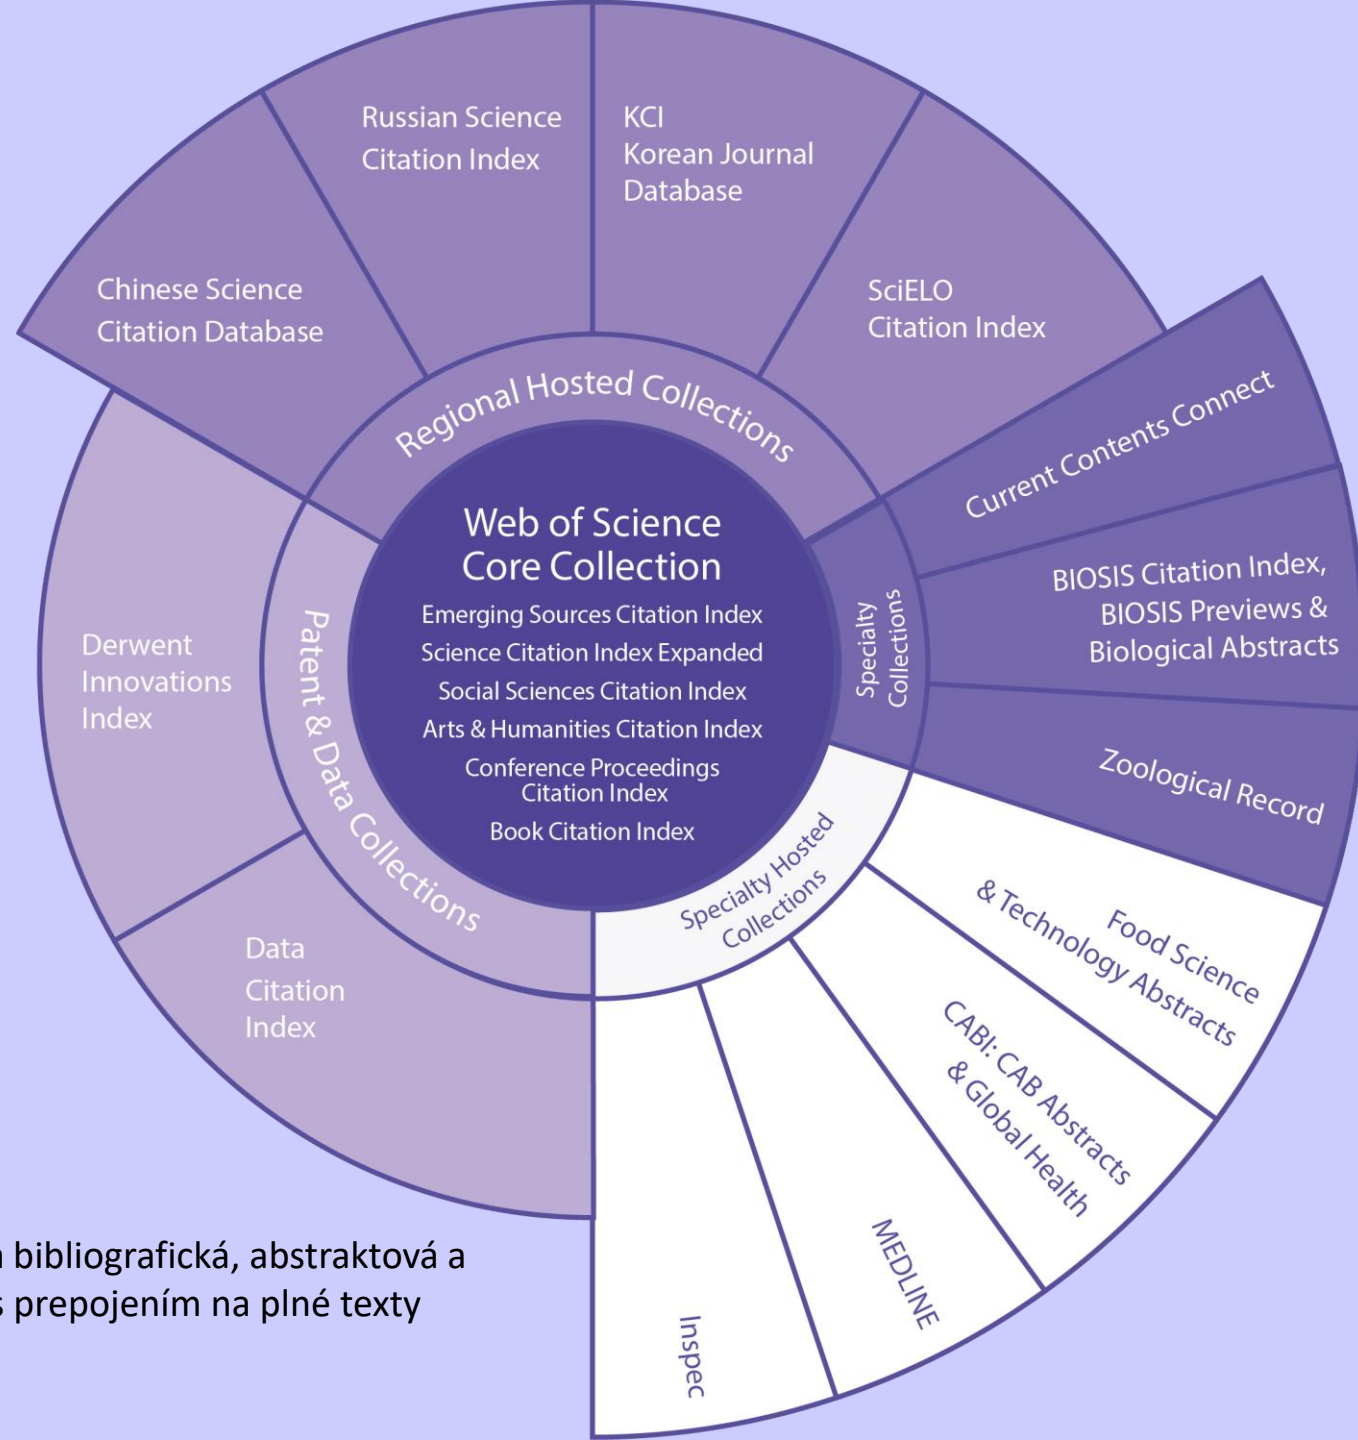 Russian Science
Citation Index
KCI
Korean Journal
Database
Chinese Science
Citation Database
SciELO
Citation Index
Regional Hosted Collections
Current Contents Connect
BIOSIS Citation Index,
BIOSIS Previews &
Biological Abstracts
Zoological Record
Specialty
Collections
Web of Science
Core Collection
Emerging Sources Citation Index
Science Citation Index Expanded
Social Sciences Citation Index
Arts & Humanities Citation Index
Conference Proceedings
Citation Index
Book Citation Index
Patent & Data Collections
Derwent
Innovations
Index
Data
Citation
Index
Specialty Hosted
Collections
Food Science
& Technology Abstracts
CABI: CAB Abstracts
& Global Health
MEDLINE
Inspec
bibliografická, abstraktová a
s prepojením na plné texty